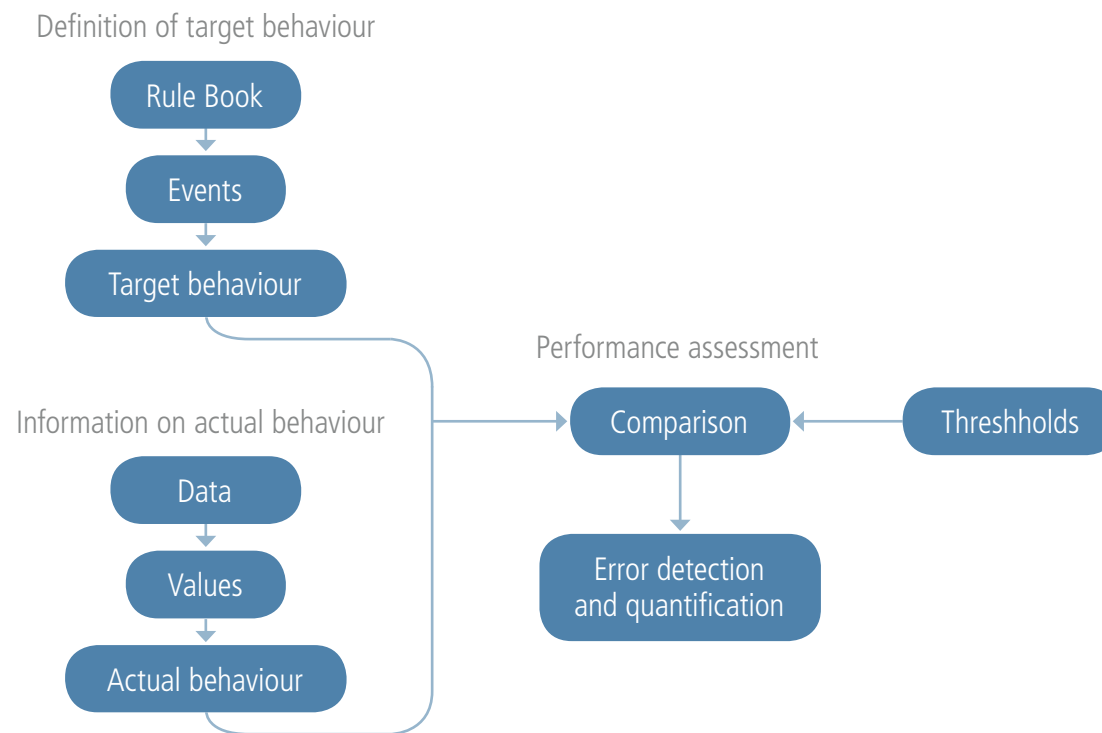 Definition of target behaviour
Rule Book
Events
Target behaviour
Information on actual behaviour
Data
Values
Actual behaviour
Performance assessment
Comparison
Threshholds
Error detection
and quantification